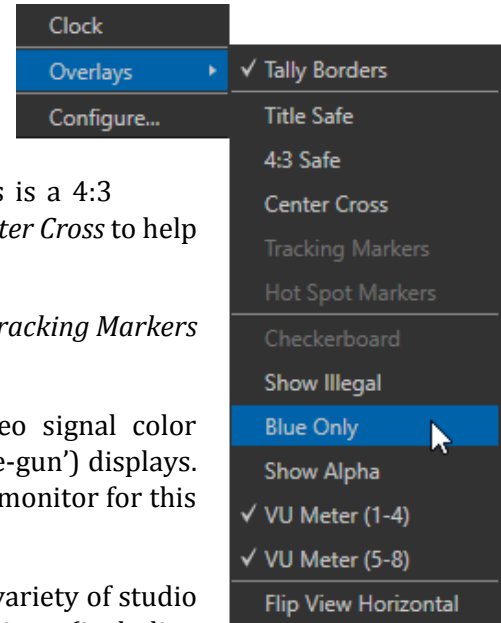 Clock
Overlays
Configure...
✓ Tally Borders
Title Safe
4:3 Safe
Center Cross
Tracking Markers
Hot Spot Markers
Checkerboard
Show Illegal
Blue Only
Show Alpha
✓ VU Meter (1-4)
✓ VU Meter (5-8)
Flip View Horizontal
s is a 4:3
ter Cross to help
racking Markers
eo signal color
e-gun’) displays.
monitor for this
variety of studio